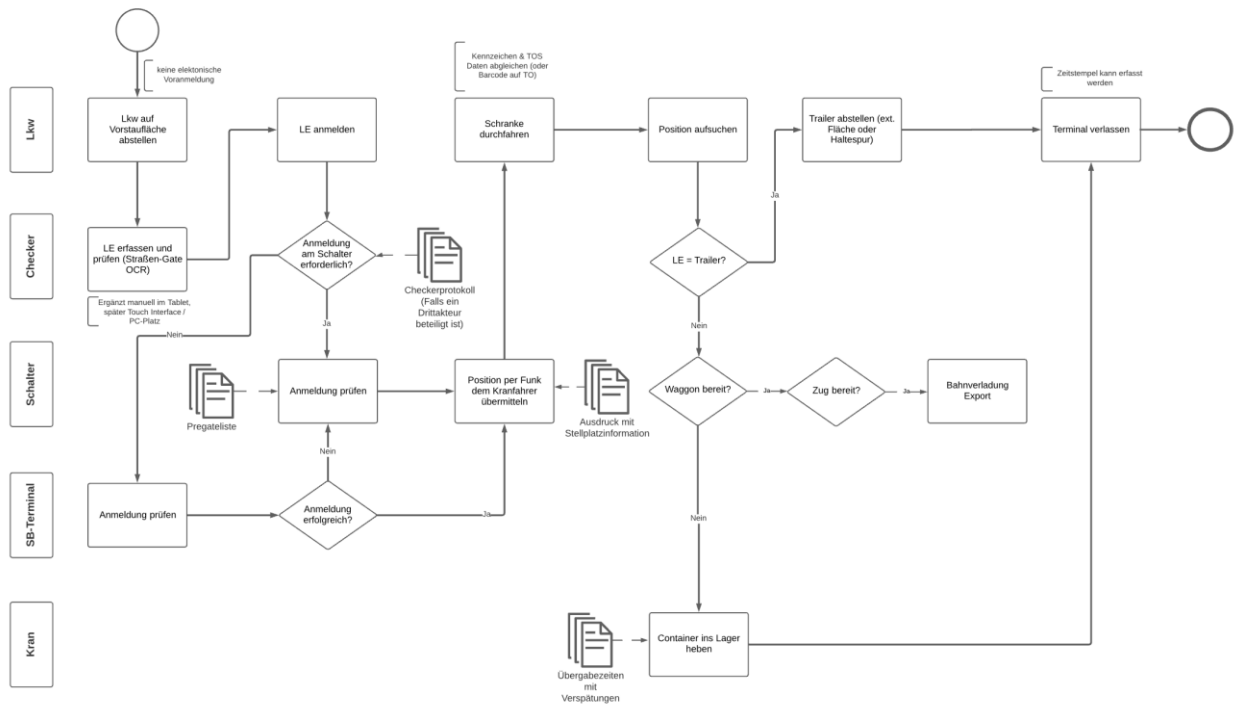 keine elektonische
Voranmeldung
Kennzeichen & TOS
Daten abgleichen (oder
Barcode auf TO)
Zeitstempel kann erfasst
werden
Lkw
Lkw auf
Vorstaufläche
abstellen
LE anmelden
Schranke
durchfahren
Position aufsuchen
Trailer abstellen (ext.
Fläche oder
Haltespur)
Terminal verlassen
Ja
Checker
LE erfassen und
prüfen (Straßen-Gate
OCR)
Anmeldung
am Schalter
erforderlich?
Checkerprotokoll
(Falls ein
Drittakteur
beteiligt ist)
LE = Trailer?
Ergänzt manuell im Tablet,
später Touch Interface /
PC-Platz
Nein
Ja
Nein
Schalter
Pregateliste
Anmeldung prüfen
Position per Funk
dem Kranfahrer
übermitteln
Ausdruck mit
Stellplatzinformation
Waggon bereit?
Ja
Zug bereit?
Ja
Bahnverladung
Export
Nein
SB-Terminal
Anmeldung prüfen
Anmeldung
erfolgreich?
Ja
Nein
Kran
Übergabezeiten
mit
Verspätungen
Container ins Lager
heben